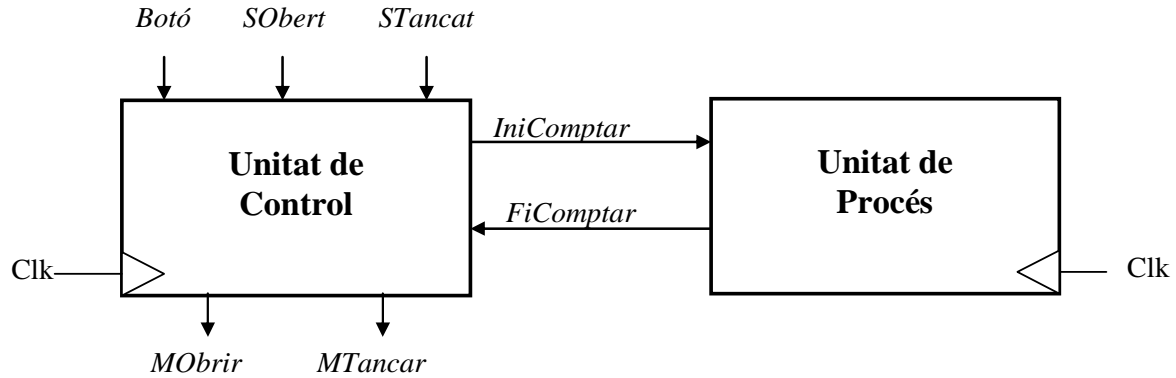 Botó SObert STancat
IniComptar
Unitat de
Control
Unitat de
Procés
FiComptar
Clk
Clk
MObrir MTancar